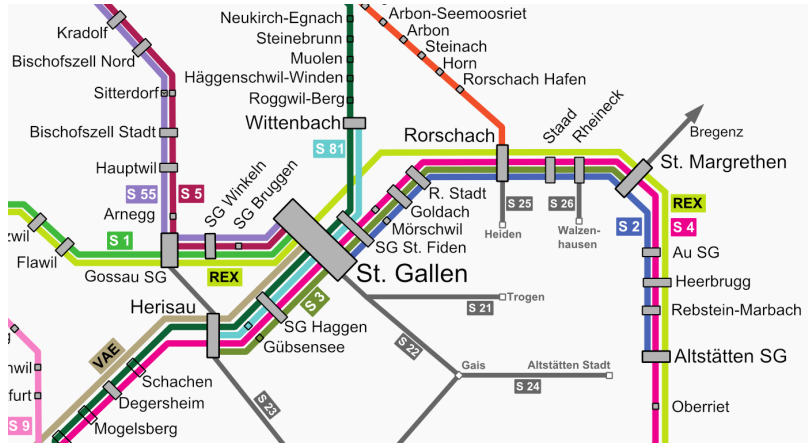 Kradolf
Bischofszell Nord
Sitterdorf
Bischofszell Stadt
Hauptwil
S 55
S 5
Arnegg
SG Winkeln
SG Bruggen
S 1
zwil
Flawil
Gossau SG
REX
Neukirch-Egnach
Steinebrunn
Muolen
Häggenschwil-Winden
Roggwil-Berg
Wittenbach
S 81
Arbon-Seemoosriet
Arbon
Steinach
Horn
Rorschach Hafen
Rorschach
Staad
Rheineck
Bregenz
St. Margrethen
R. Stadt
Goldach
Mörschwil
SG St. Fiden
St. Gallen
S 25
Heiden
S 26
Walzen-
hausen
S 2
REX
S 4
Au SG
Heerbrugg
Rebstein-Marbach
Altstätten SG
Oberriet
Herisau
VAE
S 3
SG Haggen
Gübsensee
Schachen
Degersheim
Mogelsberg
S 23
S 22
S 21
Trogen
Gais
Altstätten Stadt
S 24
nwil
furt
S 9